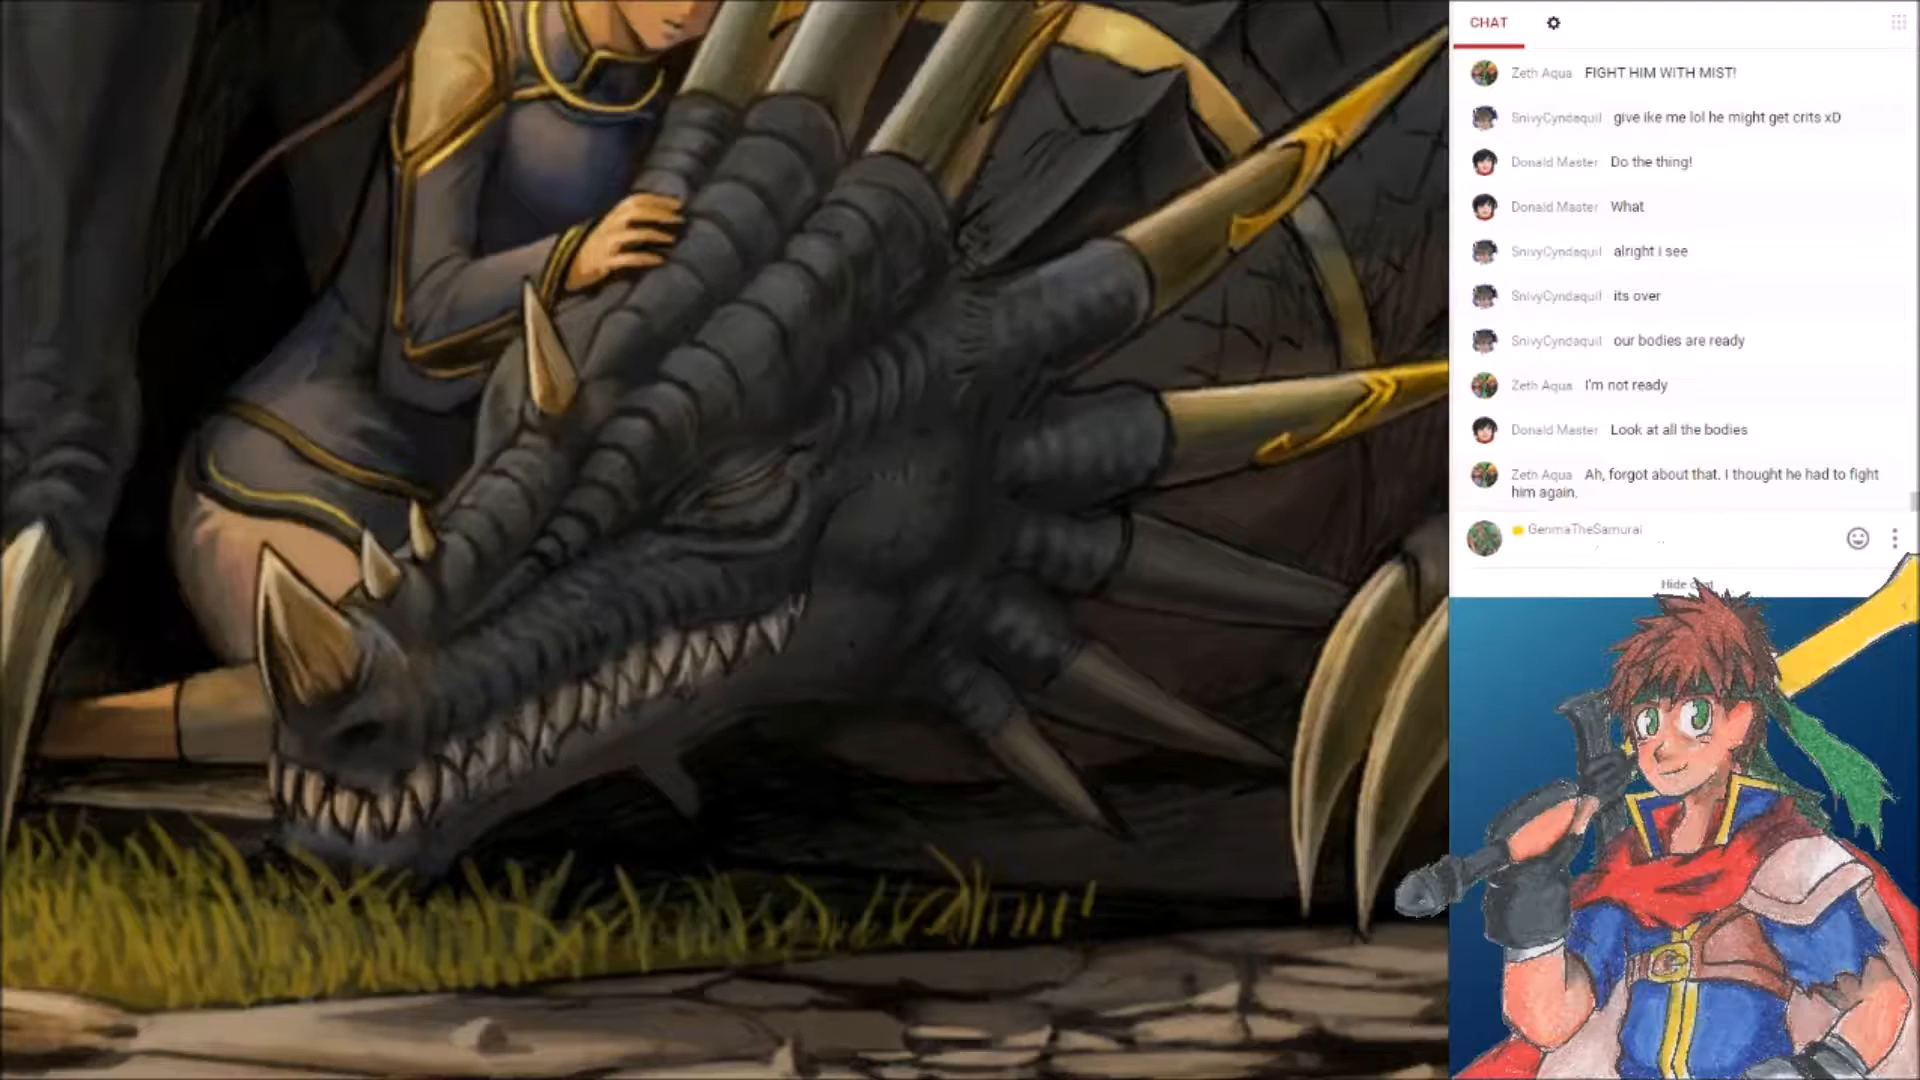 CHAT
Zeth Aqua FIGHT HIM WITH MIST!
SnivyCyndaquil give ike me lol he might get crits xD
Donald Master Do the thing!
Donald Master What
SnivyCyndaquil alright i see
SnivyCyndaquil its over
SnivyCyndaquil our bodies are ready
Zeth Aqua I'm not ready
Donald Master Look at all the bodies
Zeth Aqua Ah, forgot about that. I thought he had to fight
him again.
GenmaTheSamurai
Hide chat